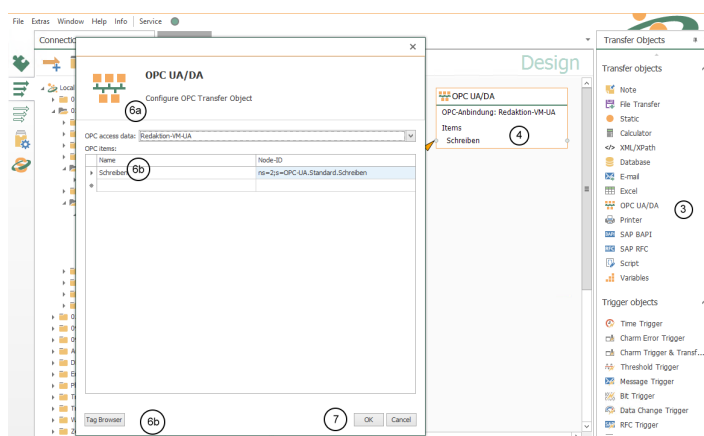 File Extras Window Help Info Service
Connectio
Design
Transfer Objects
OPC UA/DA
Configure OPC Transfer Object
6a
OPC access data: Redaktion-VM-UA
OPC items:
Name Node-ID
Schreiben ns=2;s=OPC-UA.Standard.Schreiben
6b
Tag Browser
6b
7
OK Cancel
Local
OPC UA/DA
OPC-Anbindung: Redaktion-VM-UA
Items
Schreiben
4
Transfer objects
Note
File Transfer
Static
Calculator
XML/XPath
Database
E-mail
Excel
OPC UA/DA
3
Printer
SAP BAPI
SAP RFC
Script
Variables
Trigger objects
Time Trigger
Charm Error Trigger
Charm Trigger & Transf...
Threshold Trigger
Message Trigger
Bit Trigger
Data Change Trigger
RFC Trigger